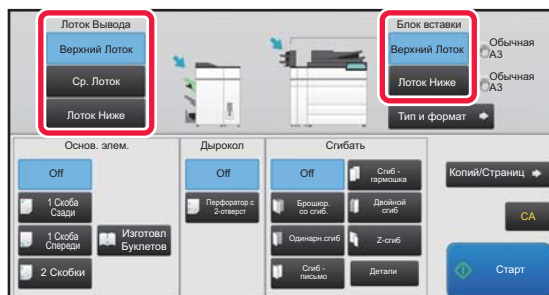 Лоток Вывода
Верхний Лоток
Ср. Лоток
Лоток Ниже
Блок вставки
Верхний Лоток
Обычная
A3
Лоток Ниже
Обычная
A3
Тип и формат
Основ. элем.
Off
1 Скоба
Сзади
1 Скоба
Спереди
Изготовл
Буклетов
2 Скобки
Дырокол
Off
Перфоратор с
2-отверст
Сгибать
Off
Сгиб -
гармошка
Брошюр.
со сгиб.
Двойной
сгиб
Одинарн.сгиб
Z-сгиб
Сгиб -
письмо
Детали
Копий/Страниц
CA
Старт